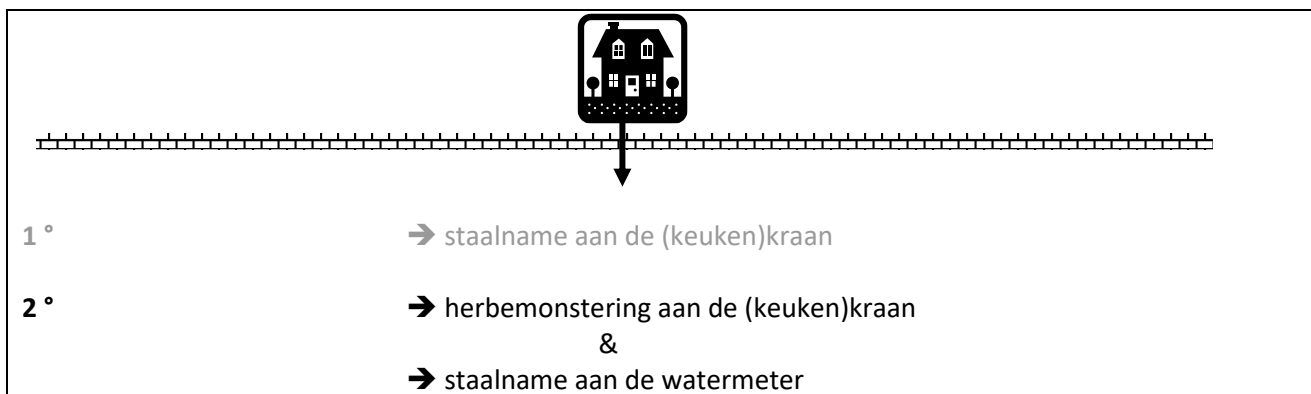 1 ° ➔ staalname aan de (keuken)kraan
2 ° ➔ herbemonstering aan de (keuken)kraan
&
➔ staalname aan de watermeter